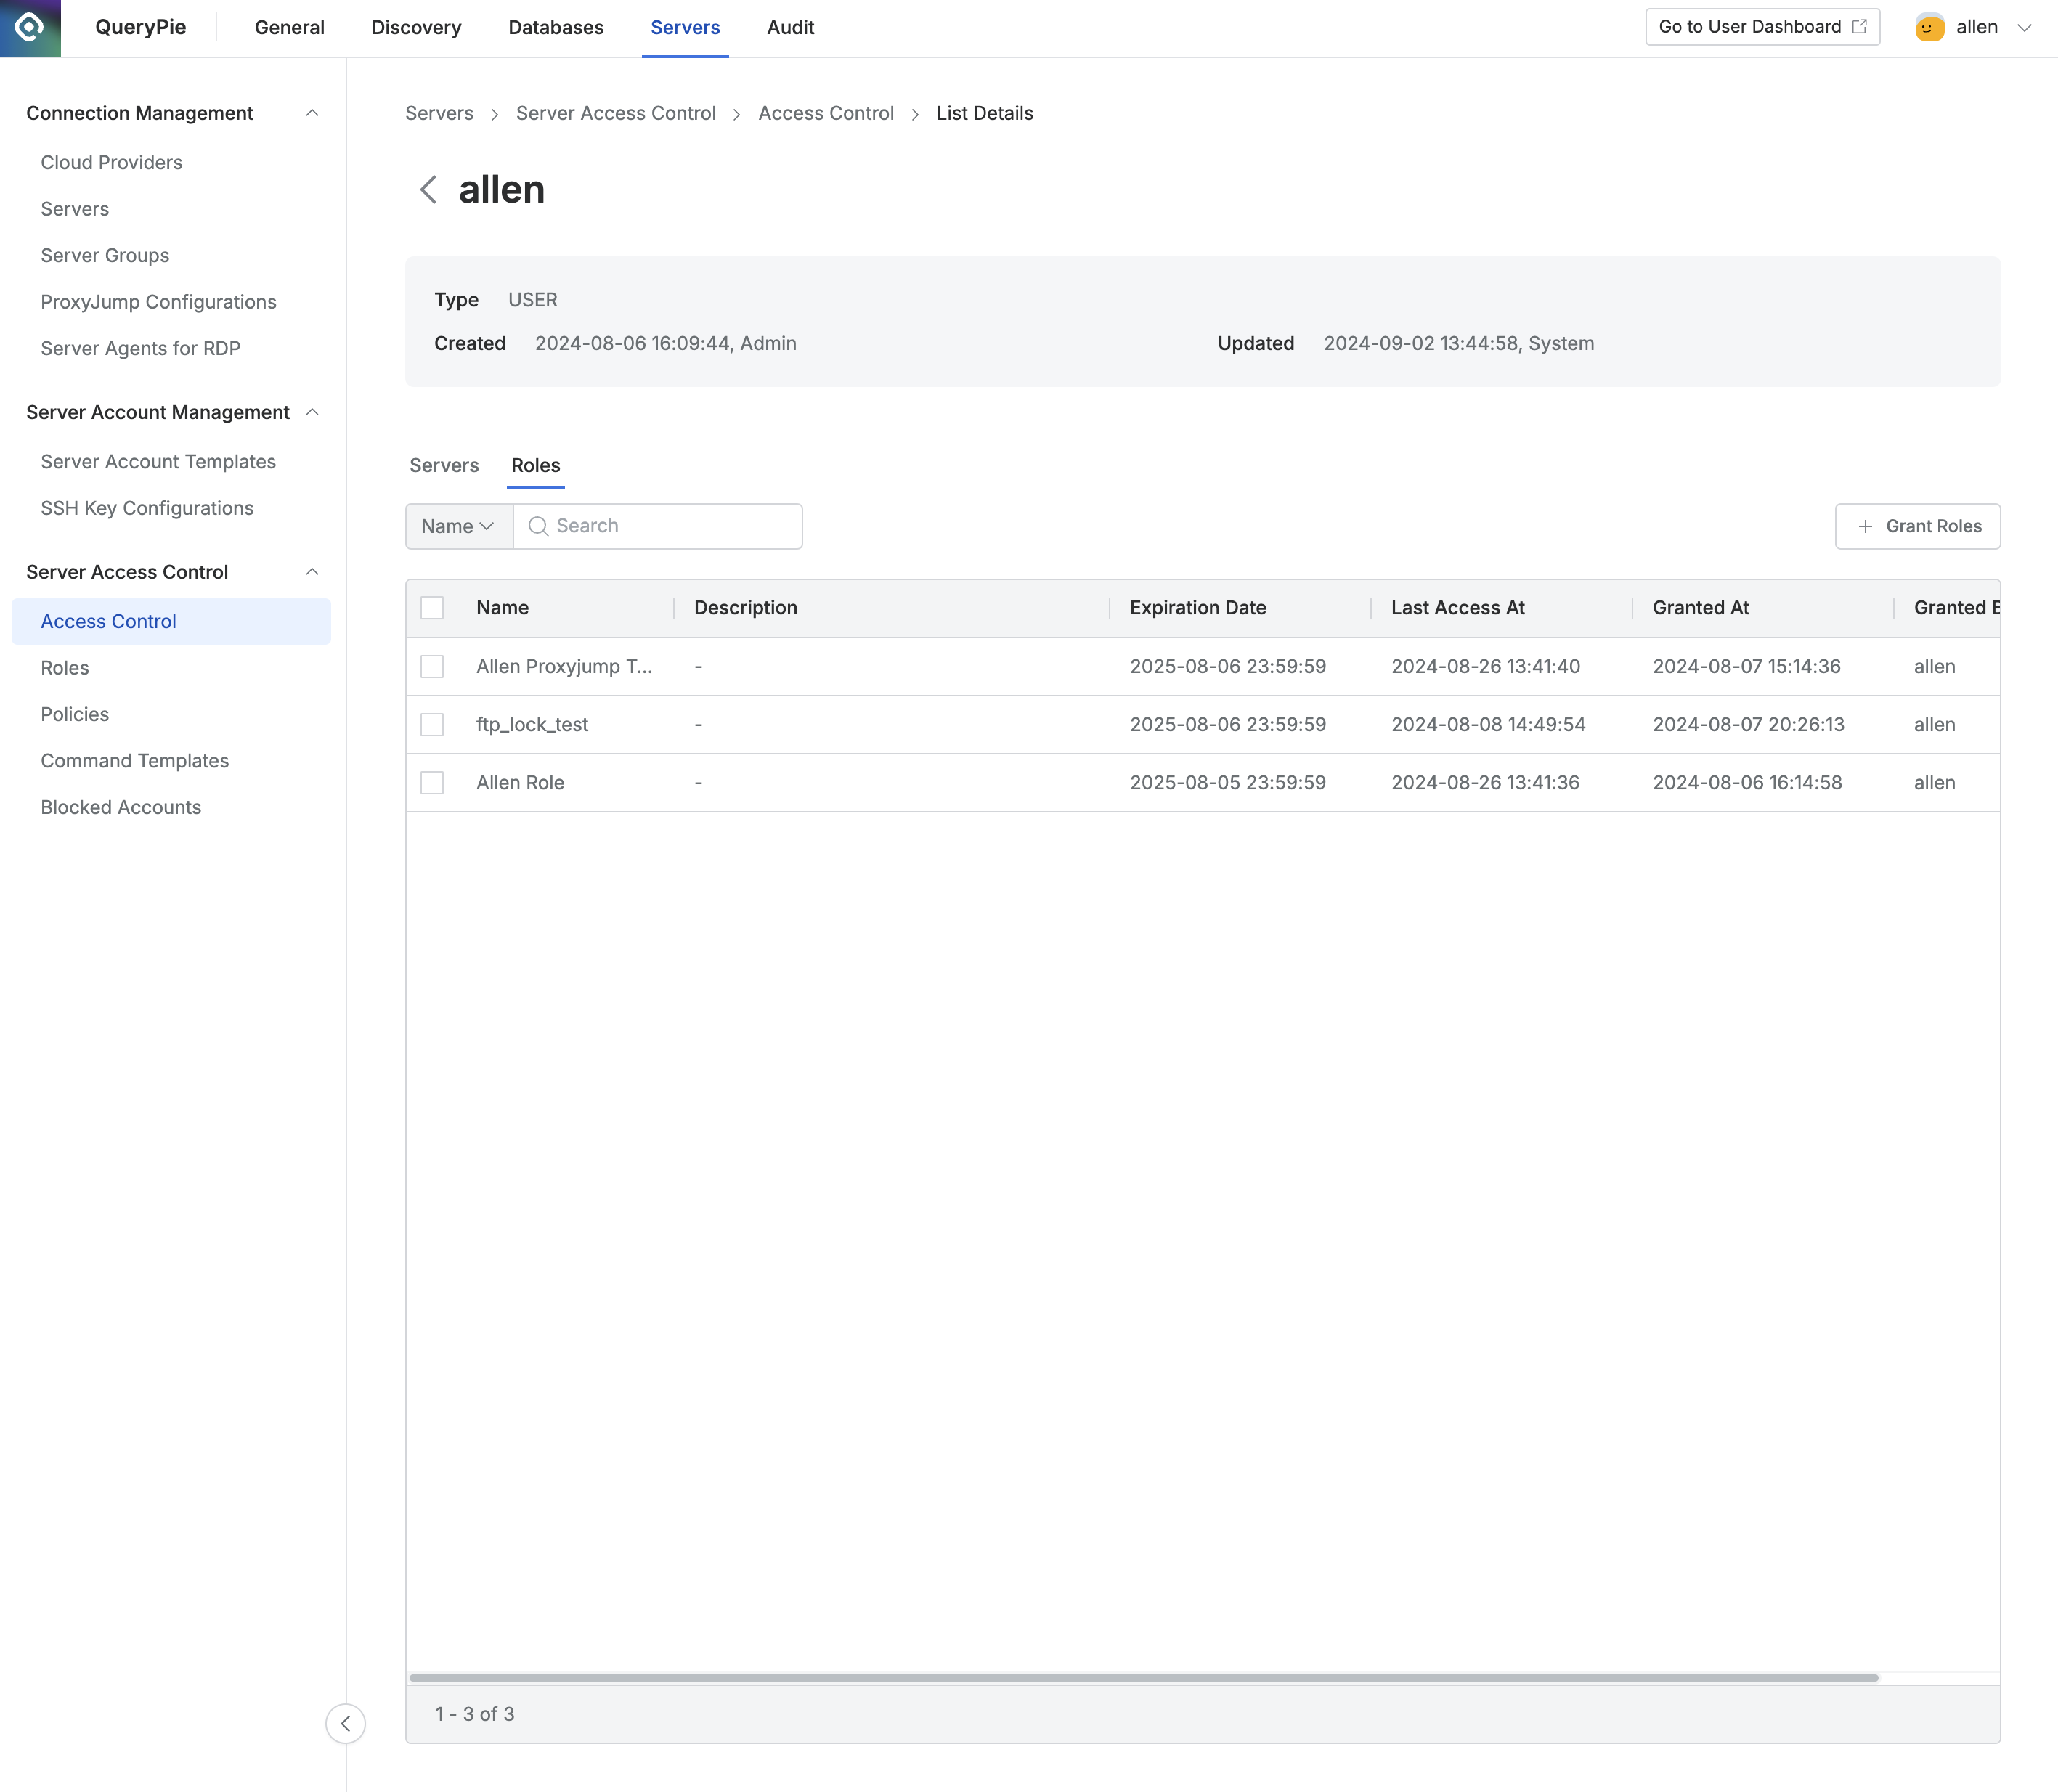 QueryPie
General
Discovery
Databases
Servers
Audit
Go to User Dashboard
allen
Connection Management
Cloud Providers
Servers
Server Groups
ProxyJump Configurations
Server Agents for RDP
Server Account Management
Server Account Templates
SSH Key Configurations
Server Access Control
Access Control
Roles
Policies
Command Templates
Blocked Accounts
Servers > Server Access Control > Access Control > List Details
allen
Type USER
Created 2024-08-06 16:09:44, Admin
Updated 2024-09-02 13:44:58, System
Servers Roles
Name Search
+ Grant Roles
Name Description Expiration Date Last Access At Granted At Granted
Allen Proxyjump T... - 2025-08-06 23:59:59 2024-08-26 13:41:40 2024-08-07 15:14:36 allen
ftp_lock_test - 2025-08-06 23:59:59 2024-08-08 14:49:54 2024-08-07 20:26:13 allen
Allen Role - 2025-08-05 23:59:59 2024-08-26 13:41:36 2024-08-06 16:14:58 allen
1 - 3 of 3